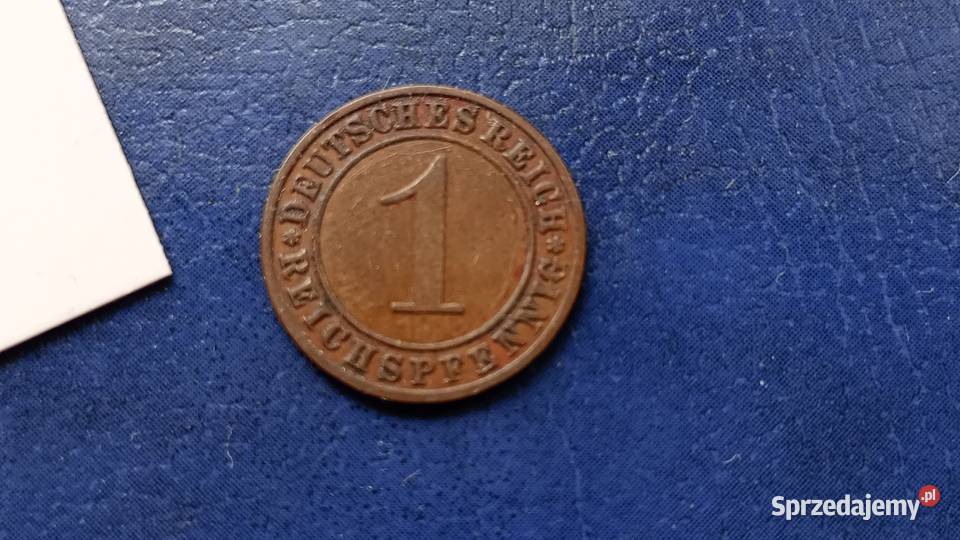 *DEUTSCHES REICH*
REICHSPFENNIG
1
Sprzedajemy.pl